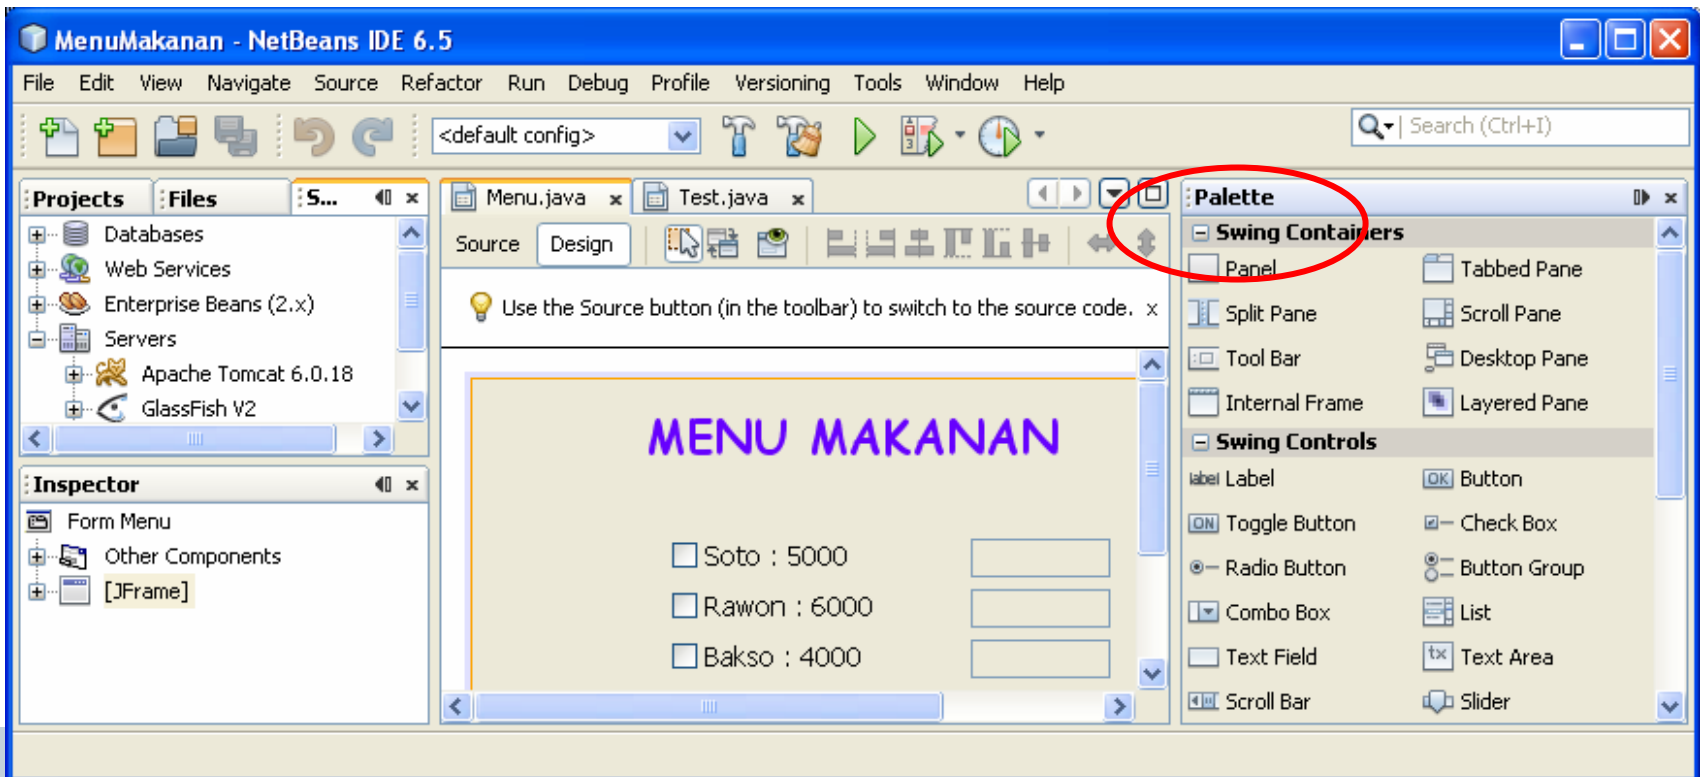 MenuMakanan - NetBeans IDE 6.5
File Edit View Navigate Source Refactor Run Debug Profile Versioning Tools Window Help
<default config>
Search (Ctrl+I)
Projects Files S...
Databases
Web Services
Enterprise Beans (2.x)
Servers
Apache Tomcat 6.0.18
GlassFish V2
Inspector
Form Menu
Other Components
[JFrame]
Menu.java x Test.java x
Source Design
Use the Source button (in the toolbar) to switch to the source code. x
MENU MAKANAN
Soto : 5000
Rawon : 6000
Bakso : 4000
Palette
Swing Containers
Panel Tabbed Pane
Split Pane Scroll Pane
Tool Bar Desktop Pane
Internal Frame Layered Pane
Swing Controls
label Label OK Button
ON Toggle Button Check Box
Radio Button Button Group
Combo Box List
Text Field tx Text Area
Scroll Bar Slider